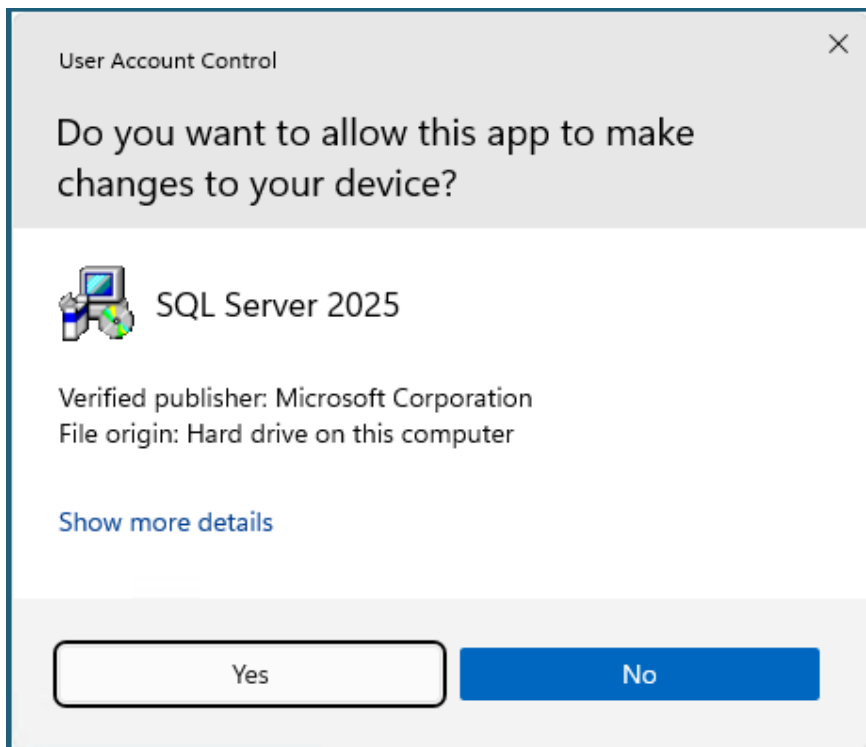 User Account Control
Do you want to allow this app to make
changes to your device?
SQL Server 2025
Verified publisher: Microsoft Corporation
File origin: Hard drive on this computer
Show more details
Yes
No